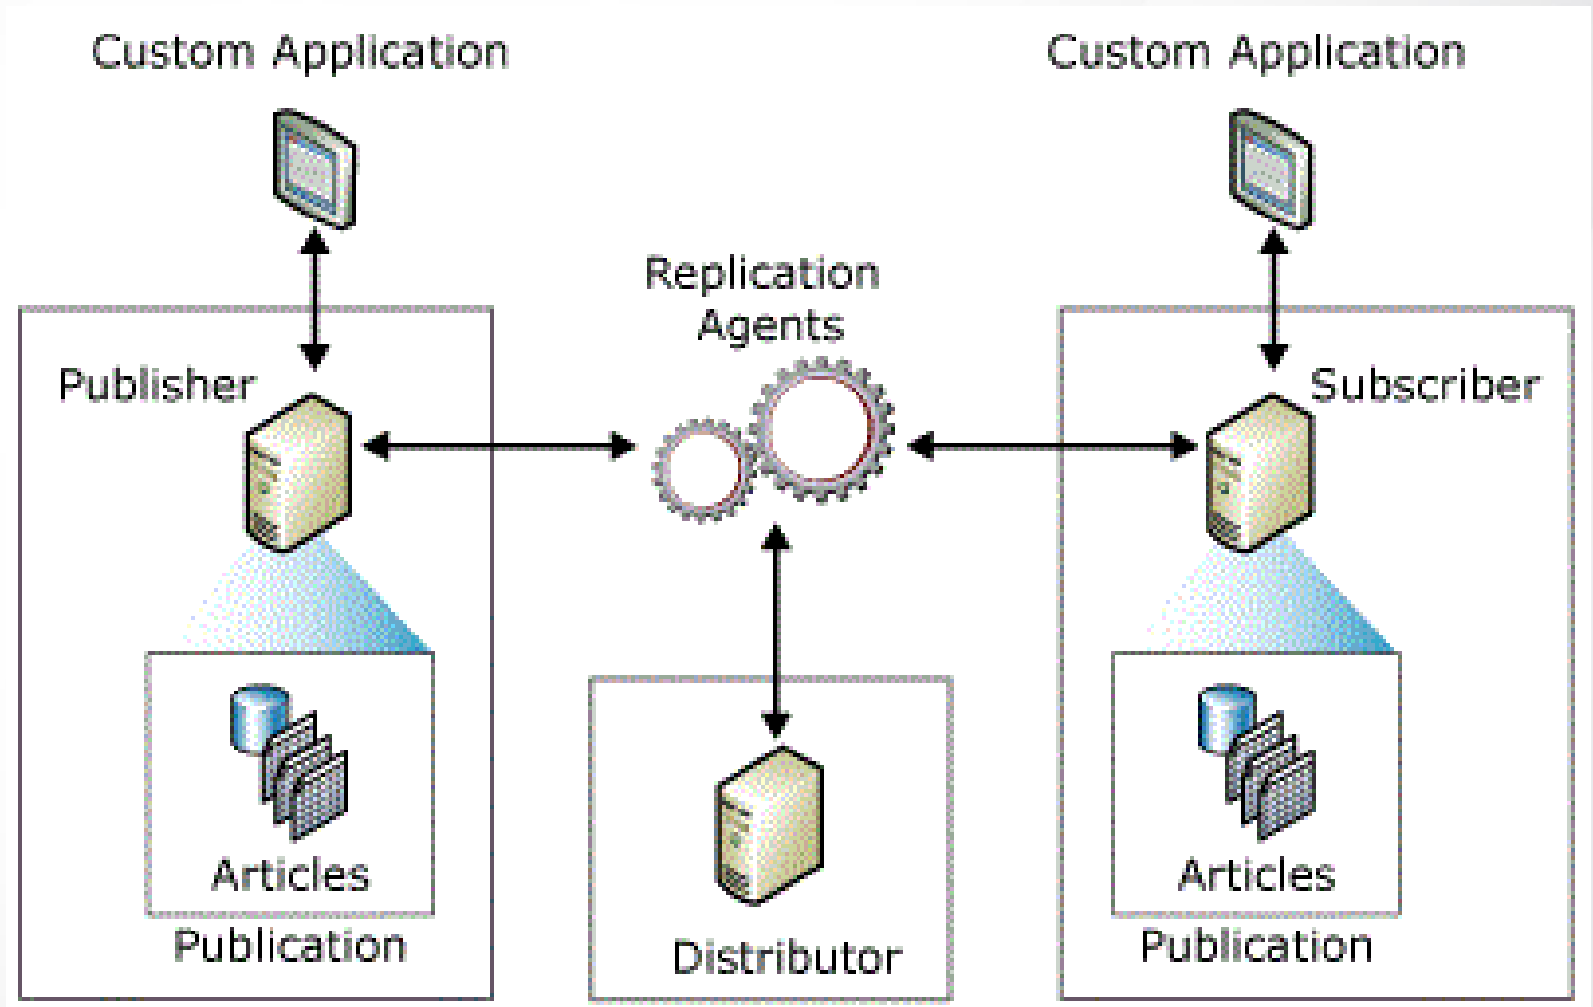 Custom Application
Custom Application
Replication
Agents
Publisher
Subscriber
Articles
Publication
Distributor
Articles
Publication